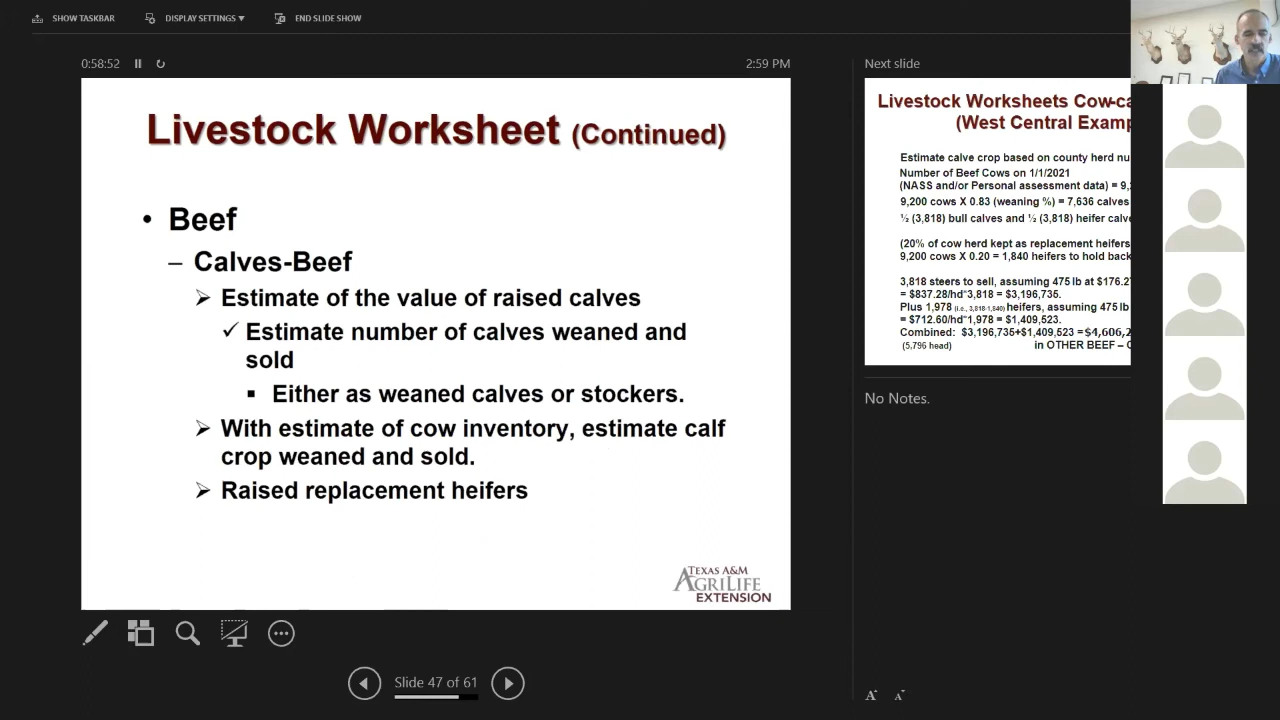 SHOW TASKBAR
DISPLAY SETTINGS ▾
END SLIDE SHOW
0:58:52
2:59 PM
Livestock Worksheet (Continued)
• Beef
– Calves-Beef
➢ Estimate of the value of raised calves
✓ Estimate number of calves weaned and
sold
▪ Either as weaned calves or stockers.
➢ With estimate of cow inventory, estimate calf
crop weaned and sold.
➢ Raised replacement heifers
TEXAS A&M
AGRILIFE
EXTENSION
Slide 47 of 61
Next slide
Livestock Worksheets Cow-ca
(West Central Examp
Estimate calve crop based on county herd nu
Number of Beef Cows on 1/1/2021
(NASS and/or Personal assessment data) = 9,
9,200 cows X 0.83 (weaning %) = 7,636 calves
½ (3,818) bull calves and ½ (3,818) heifer calv
(20% of cow herd kept as replacement heifers
9,200 cows X 0.20 = 1,840 heifers to hold back
3,818 steers to sell, assuming 475 lb at $176.27
= $837.28/hd*3,818 = $3,196,735.
Plus 1,978 (i.e., 3,818-1,840) heifers, assuming 475 lb
= $712.60/hd*1,978 = $1,409,523.
Combined: $3,196,735+$1,409,523 =$4,606,2
(5,796 head) in OTHER BEEF – C
No Notes.
A A